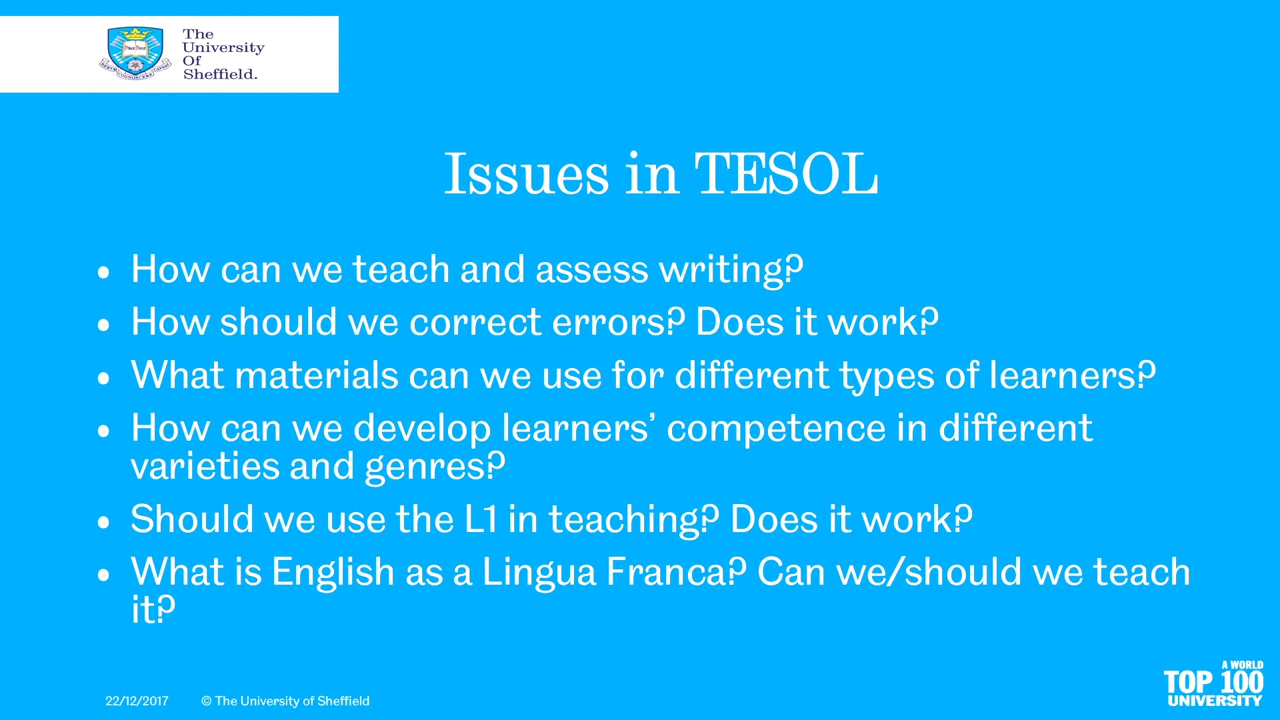 The
University
Of
Sheffield.
Issues in TESOL
• How can we teach and assess writing?
• How should we correct errors? Does it work?
• What materials can we use for different types of learners?
• How can we develop learners’ competence in different
varieties and genres?
• Should we use the L1 in teaching? Does it work?
• What is English as a Lingua Franca? Can we/should we teach
it?
22/12/2017 © The University of Sheffield
A WORLD
TOP 100
UNIVERSITY